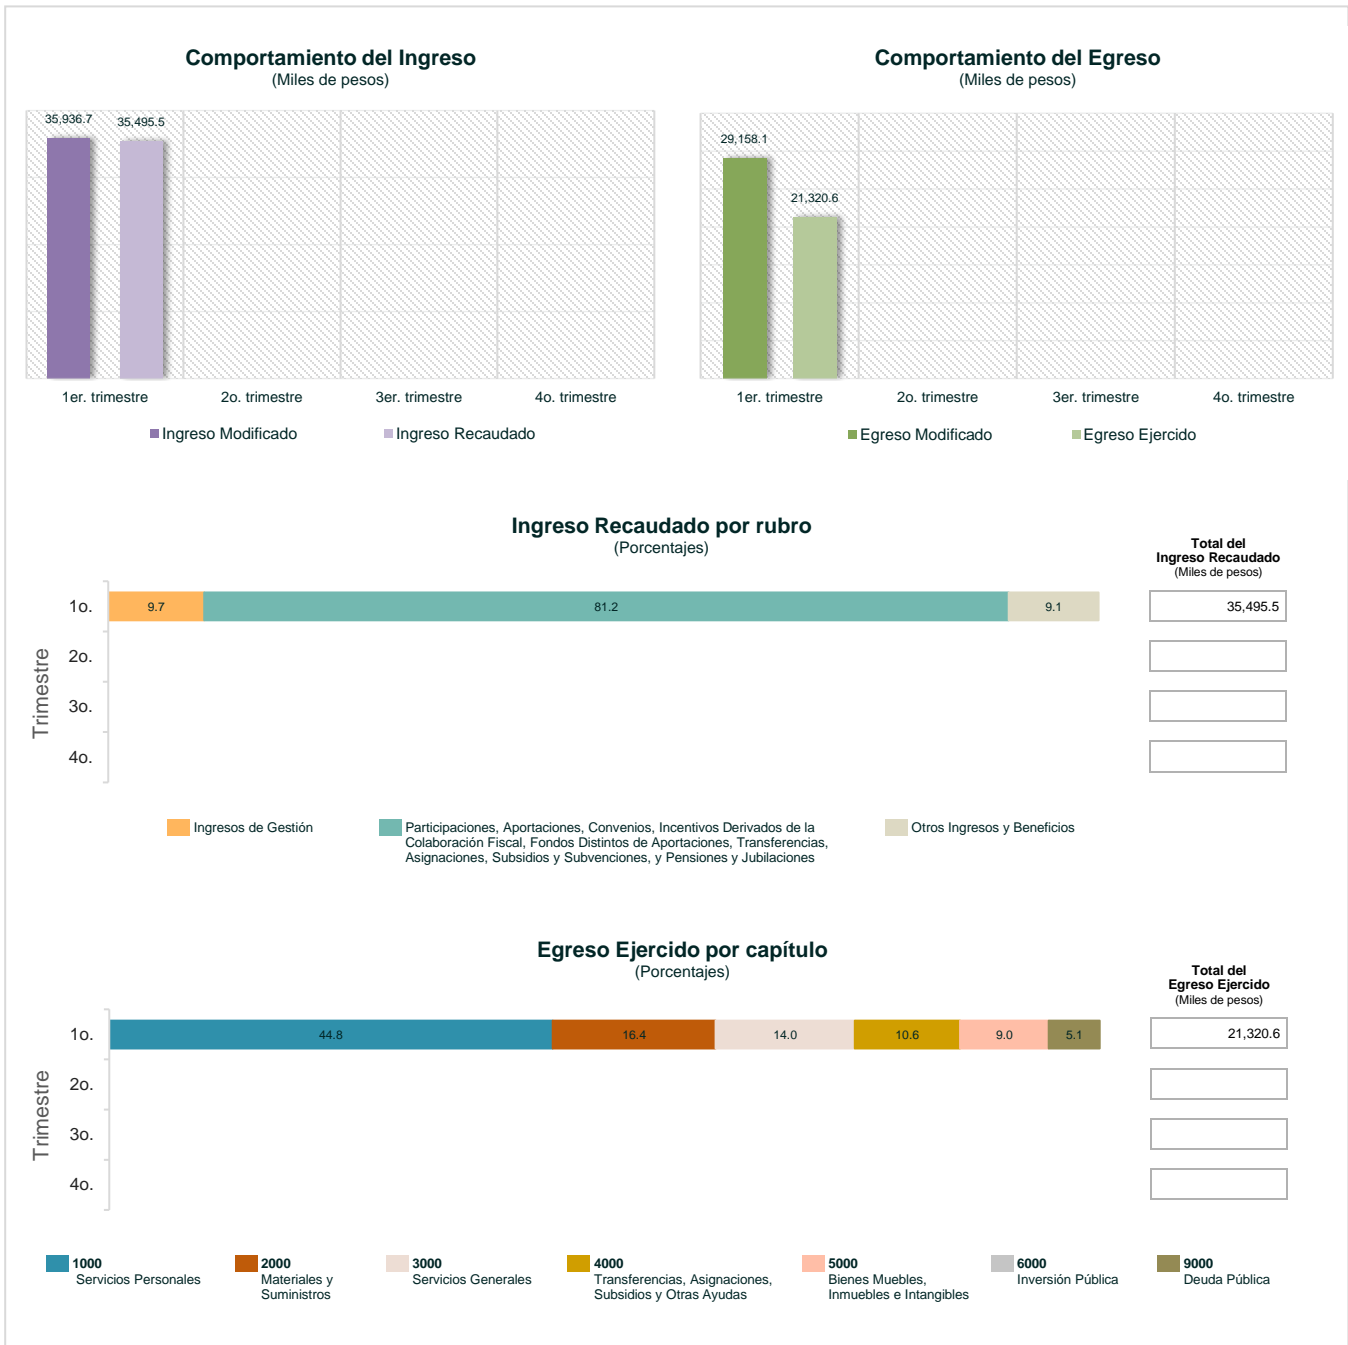 Comportamiento del Ingreso
(Miles de pesos)
35,936.7
35,495.5
1er. trimestre
2o. trimestre
3er. trimestre
4o. trimestre
Ingreso Modificado
Ingreso Recaudado
Comportamiento del Egreso
(Miles de pesos)
29,158.1
21,320.6
1er. trimestre
2o. trimestre
3er. trimestre
4o. trimestre
Egreso Modificado
Egreso Ejercido
Ingreso Recaudado por rubro
(Porcentajes)
Total del
Ingreso Recaudado
(Miles de pesos)
Trimestre
1o.
9.7
81.2
9.1
35,495.5
2o.
3o.
4o.
Ingresos de Gestión
Participaciones, Aportaciones, Convenios, Incentivos Derivados de la
Colaboración Fiscal, Fondos Distintos de Aportaciones, Transferencias,
Asignaciones, Subsidios y Subvenciones, y Pensiones y Jubilaciones
Otros Ingresos y Beneficios
Egreso Ejercido por capítulo
(Porcentajes)
Total del
Egreso Ejercido
(Miles de pesos)
Trimestre
1o.
44.8
16.4
14.0
10.6
9.0
5.1
21,320.6
2o.
3o.
4o.
1000
Servicios Personales
2000
Materiales y
Suministros
3000
Servicios Generales
4000
Transferencias, Asignaciones,
Subsidios y Otras Ayudas
5000
Bienes Muebles,
Inmuebles e Intangibles
6000
Inversión Pública
9000
Deuda Pública